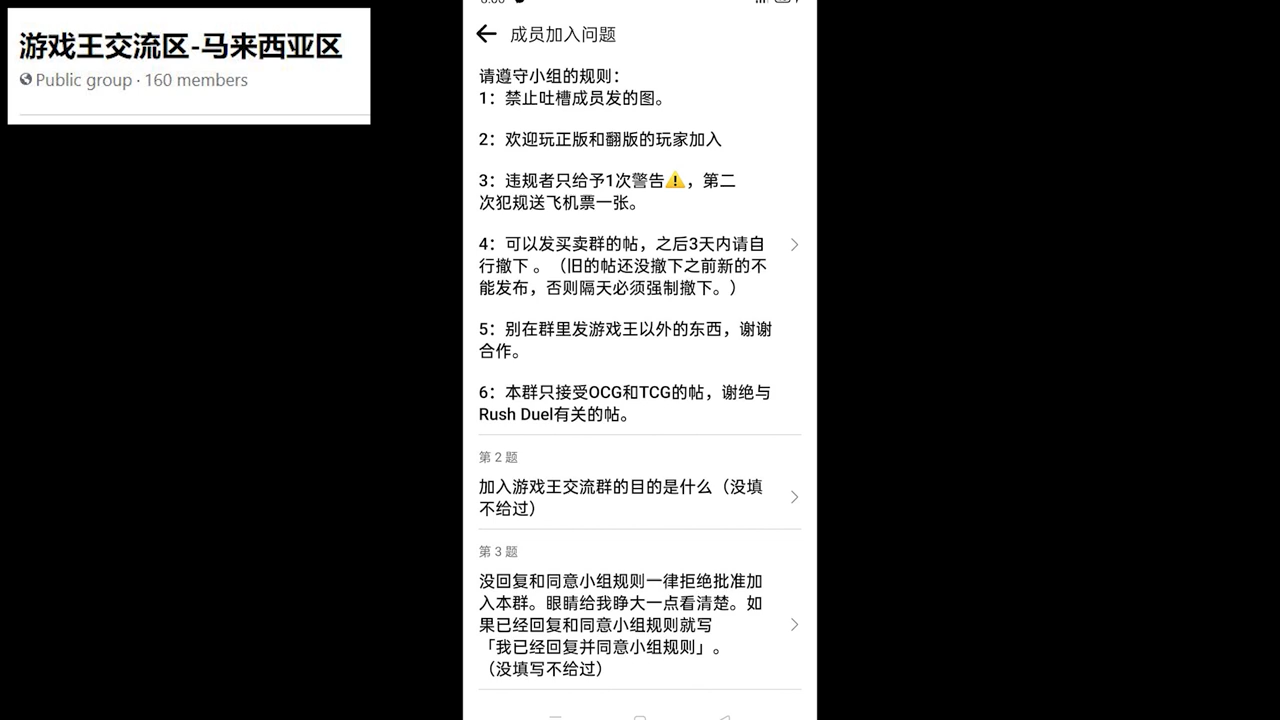 游戏王交流区-马来西亚区
Public group · 160 members
成员加入问题
请遵守小组的规则：
1：禁止吐槽成员发的图。
2：欢迎玩正版和翻版的玩家加入
3：违规者只给予1次警告⚠️，第二
次犯规送飞机票一张。
4：可以发买卖群的帖，之后3天内请自
行撤下 。（旧的帖还没撤下之前新的不
能发布，否则隔天必须强制撤下。）
5：别在群里发游戏王以外的东西，谢谢
合作。
6：本群只接受OCG和TCG的帖，谢绝与
Rush Duel有关的帖。
第 2 题
加入游戏王交流群的目的是什么（没填
不给过）
第 3 题
没回复和同意小组规则一律拒绝批准加
入本群。眼睛给我睁大一点看清楚。如
果已经回复和同意小组规则就写
「我已经回复并同意小组规则」。
（没填写不给过）